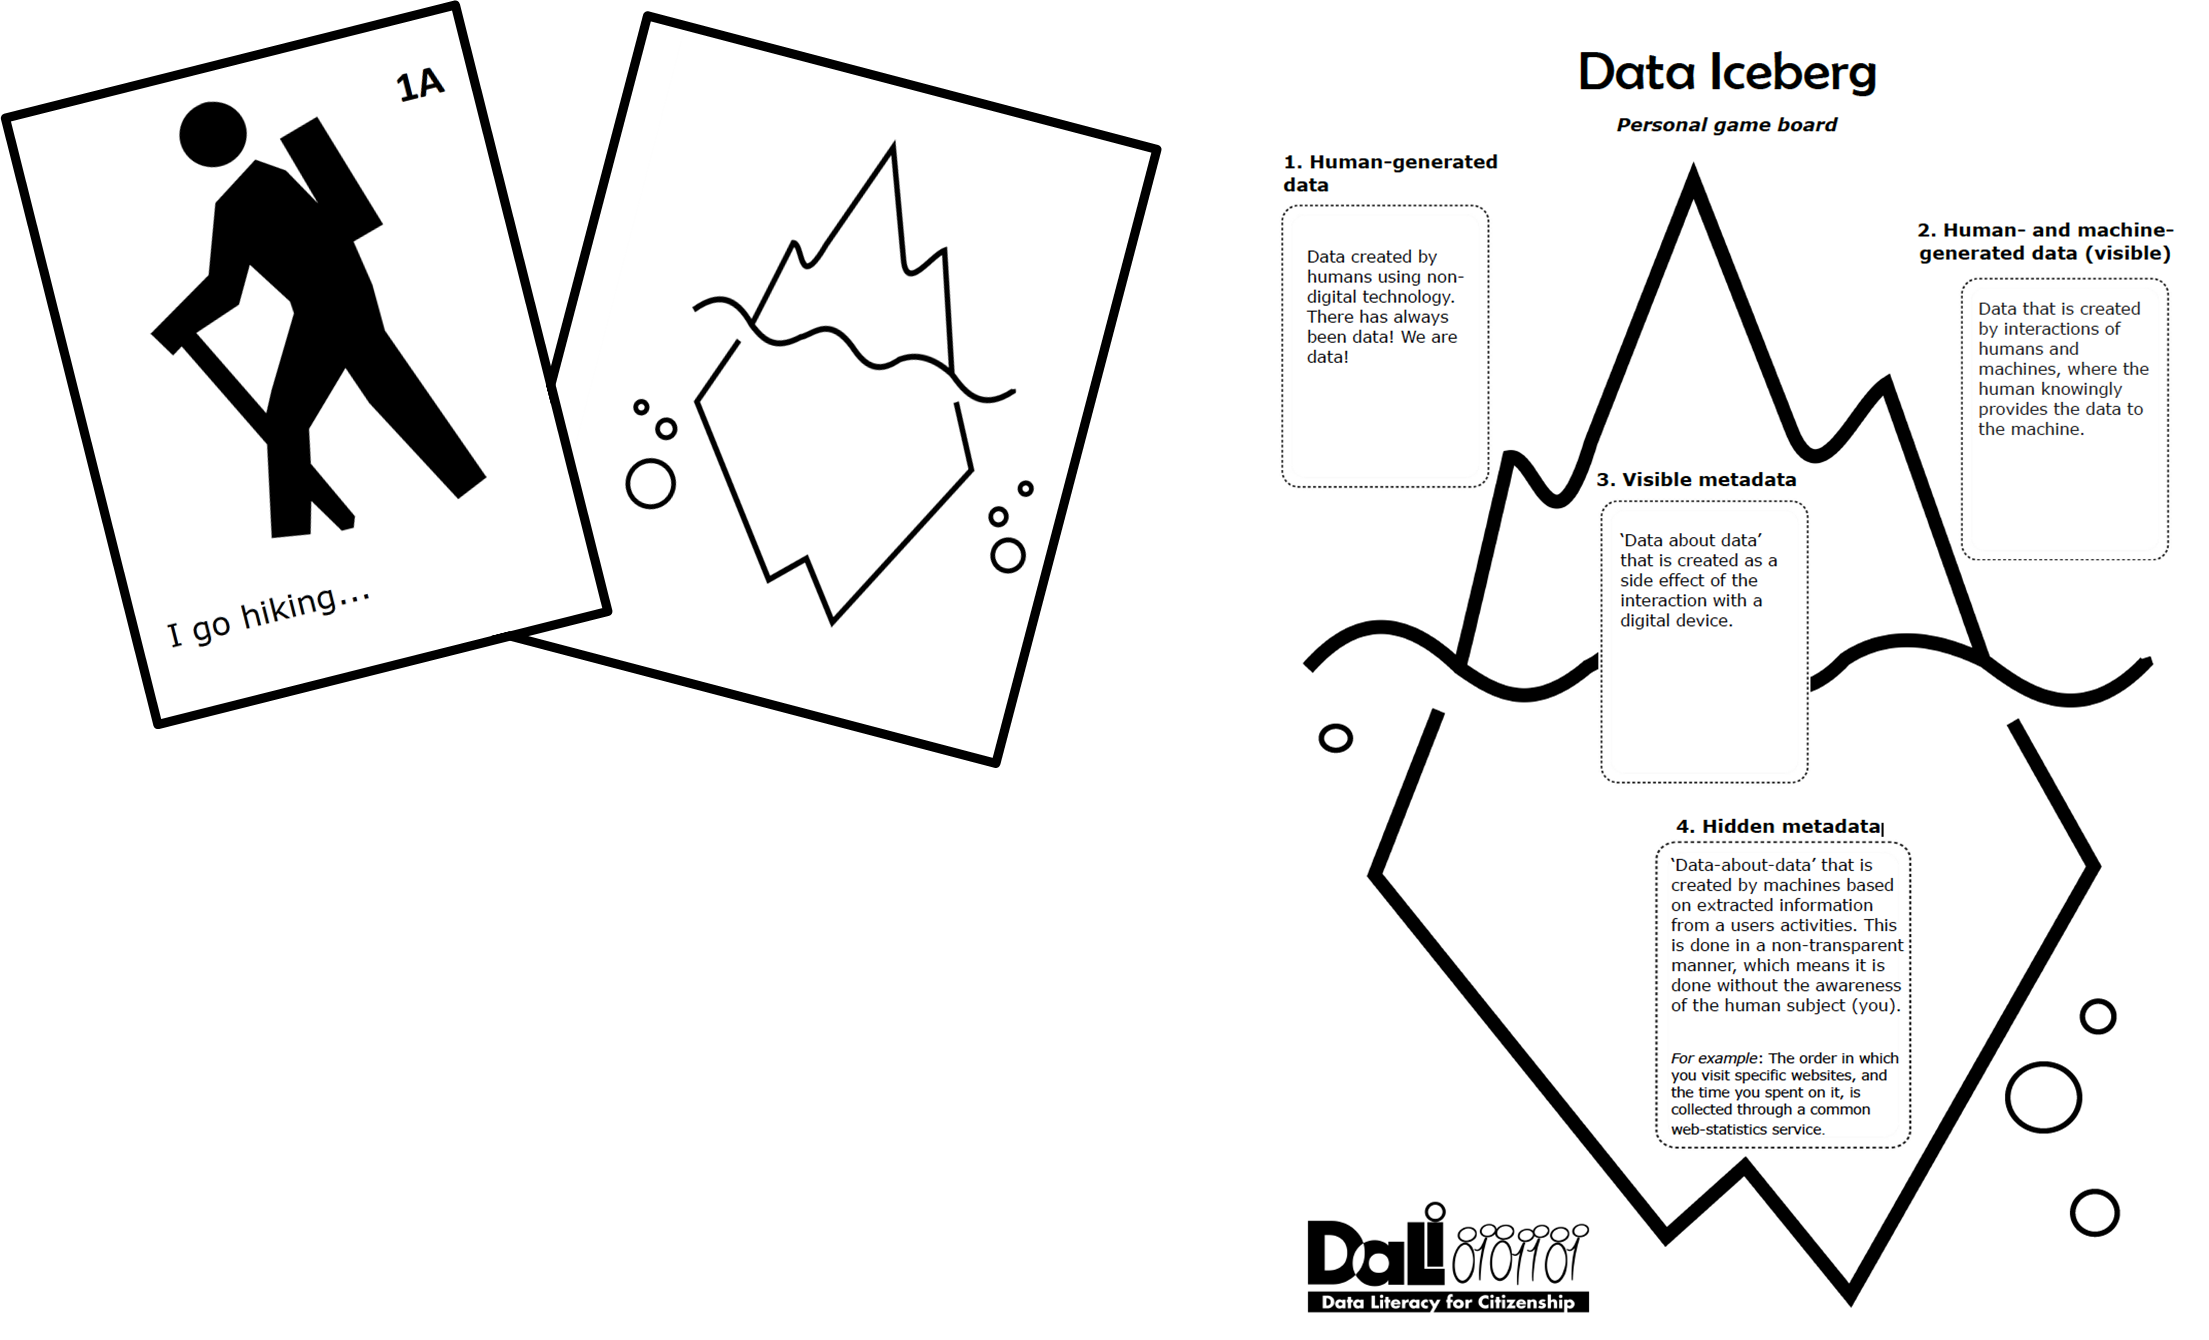 1A
I go hiking...
Data Iceberg
Personal game board
1. Human-generated
data
Data created by
humans using non-
digital technology.
There has always
been data! We are
data!
2. Human- and machine-
generated data (visible)
Data that is created
by interactions of
humans and
machines, where the
human knowingly
provides the data to
the machine.
3. Visible metadata
‘Data about data’
that is created as a
side effect of the
interaction with a
digital device.
4. Hidden metadata
‘Data-about-data’ that is
created by machines based
on extracted information
from a users activities. This
is done in a non-transparent
manner, which means it is
done without the awareness
of the human subject (you).
For example: The order in which
you visit specific websites, and
the time you spent on it, is
collected through a common
web-statistics service.
DaLi
Data Literacy for Citizenship